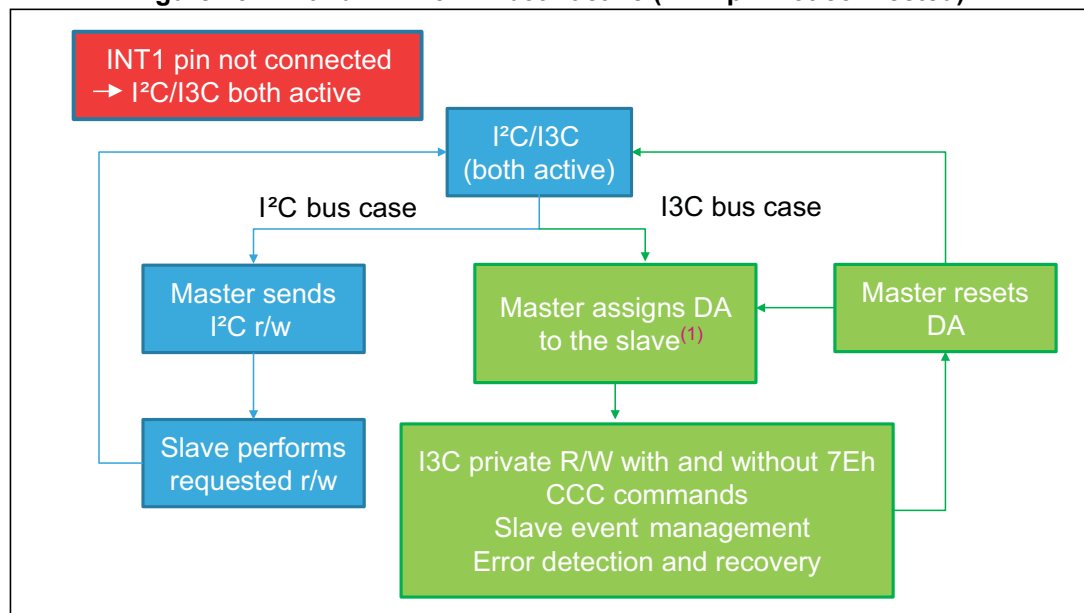 INT1 pin not connected
→ I²C/I3C both active
I²C/I3C
(both active)
I²C bus case
I3C bus case
Master sends
I²C r/w
Master assigns DA
to the slave(1)
Master resets
DA
Slave performs
requested r/w
I3C private R/W with and without 7Eh
CCC commands
Slave event management
Error detection and recovery